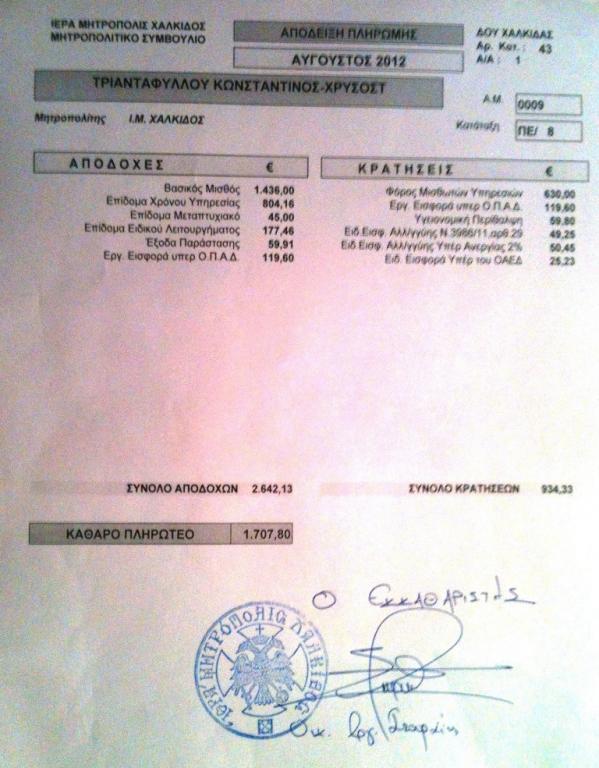 ΙΕΡΑ ΜΗΤΡΟΠΟΛΙΣ ΧΑΛΚΙΔΟΣ
ΜΗΤΡΟΠΟΛΙΤΙΚΟ ΣΥΜΒΟΥΛΙΟ
ΑΠΟΔΕΙΞΗ ΠΛΗΡΩΜΗΣ
ΑΥΓΟΥΣΤΟΣ 2012
ΔΟΥ ΧΑΛΚΙΔΑΣ
Αρ. Κατ.: 43
Α/Α : 1
ΤΡΙΑΝΤΑΦΥΛΛΟΥ ΚΩΝΣΤΑΝΤΙΝΟΣ-ΧΡΥΣΟΣΤ
Μητροπολίτης Ι.Μ. ΧΑΛΚΙΔΟΣ
Α.Μ. 0009
Κατάταξη ΠΕ/ 8
ΑΠΟΔΟΧΕΣ €
Βασικός Μισθός 1.436,00
Επίδομα Χρόνου Υπηρεσίας 804,16
Επίδομα Μεταπτυχιακό 45,00
Επίδομα Ειδικού Λειτουργήματος 177,46
Έξοδα Παράστασης 59,91
Εργ. Εισφορά υπερ Ο.Π.Α.Δ. 119,60
ΚΡΑΤΗΣΕΙΣ €
Φόρος Μισθωτών Υπηρεσιών 630,00
Εργ. Εισφορά υπερ Ο.Π.Α.Δ. 119,60
Υγειονομική Περίθαλψη 59,80
Ειδ.Εισφ. Αλλ/γγύης Ν.3986/11,αρθ.29 49,25
Ειδ Εισφ. Αλλ/γγύης Υπέρ Ανεργίας 2% 50,45
Ειδ. Εισφορά Υπέρ του ΟΑΕΔ 25,23
ΣΥΝΟΛΟ ΑΠΟΔΟΧΩΝ 2.642,13
ΣΥΝΟΛΟ ΚΡΑΤΗΣΕΩΝ 934,33
ΚΑΘΑΡΟ ΠΛΗΡΩΤΕΟ 1.707,80
Ο ΕΚΚΑΘΑΡΙΣΤΗΣ
ΙΕΡΑ ΜΗΤΡΟΠΟΛΙΣ ΧΑΛΚΙΔΟΣ